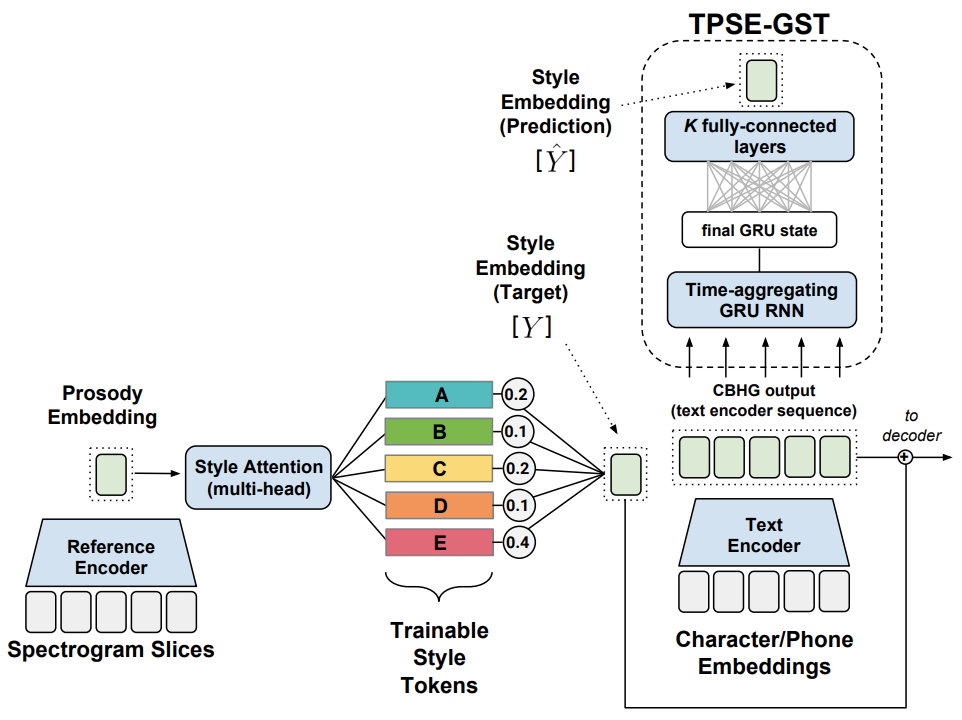 TPSE-GST
Style
Embedding
(Prediction)
[Ŷ]
K fully-connected
layers
final GRU state
Time-aggregating
GRU RNN
Style
Embedding
(Target)
[Y]
CBHG output
(text encoder sequence)
to
decoder
+
Prosody
Embedding
Style Attention
(multi-head)
A
0.2
B
0.1
C
0.2
D
0.1
E
0.4
Reference
Encoder
Spectrogram Slices
Trainable
Style
Tokens
Text
Encoder
Character/Phone
Embeddings